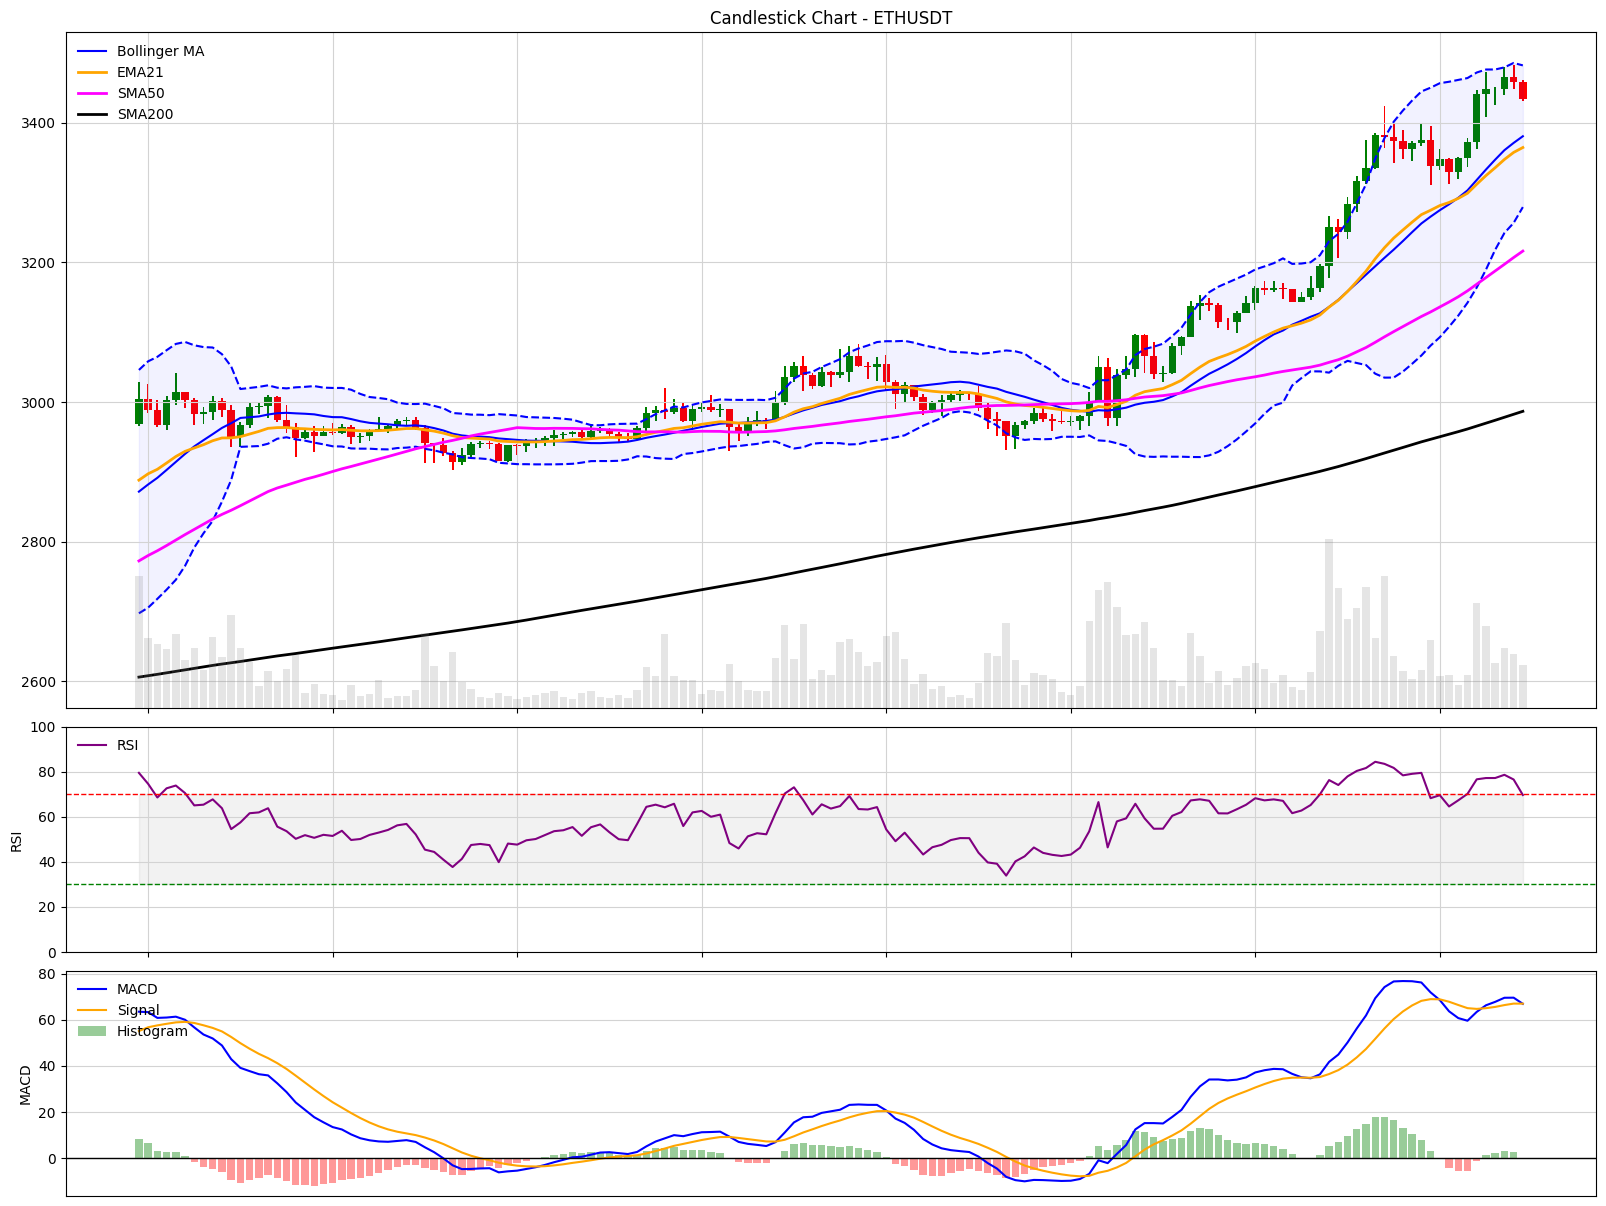 Candlestick Chart - ETHUSDT
Bollinger MA
EMA21
SMA50
SMA200
3400
3200
3000
2800
2600
100
80
60
40
20
0
RSI
RSI
80
60
40
20
0
MACD
MACD
Signal
Histogram